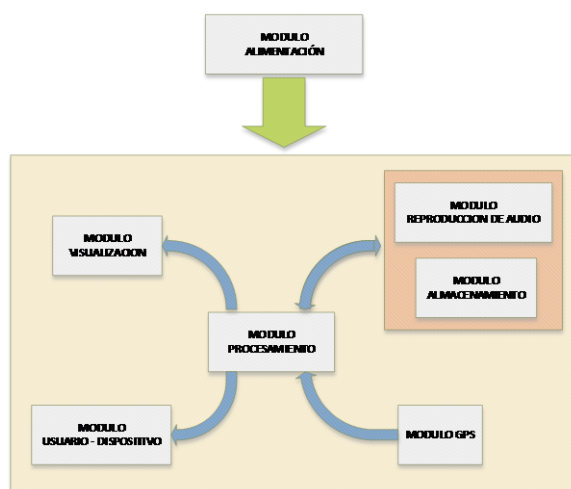 MODULO
ALIMENTACIÓN
MODULO
REPRODUCCION DE AUDIO
MODULO
VISUALIZACION
MODULO
ALMACENAMIENTO
MODULO
PROCESAMIENTO
MODULO
USUARIO - DISPOSITIVO
MODULO GPS